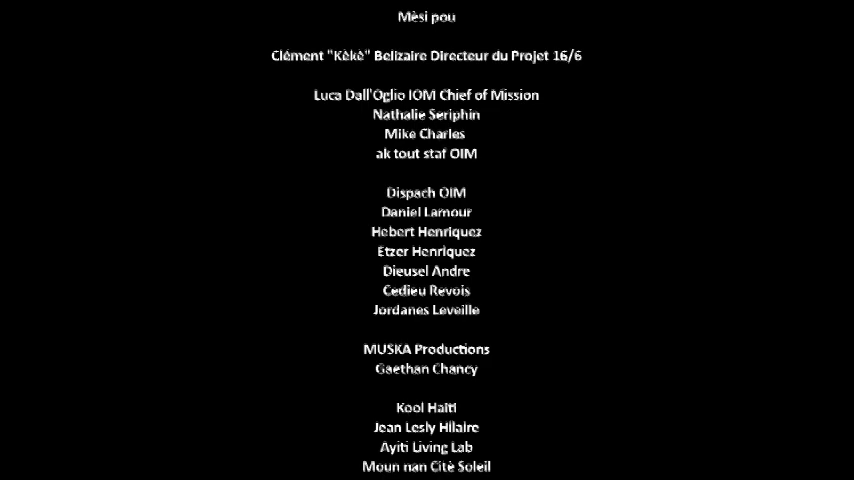 Mèsi pou
Clément "Kèkè" Belizaire Directeur du Projet 16/6
Luca Dall'Oglio IOM Chief of Mission
Nathalie Seriphin
Mike Charles
ak tout staf OIM
Dispach OIM
Daniel Lamour
Hebert Henriquez
Etzer Henriquez
Dieusel Andre
Cedieu Revois
Jordanes Leveille
MUSKA Productions
Gaethan Chancy
Kool Haiti
Jean Lesly Hilaire
Ayiti Living Lab
Moun nan Citè Soleil